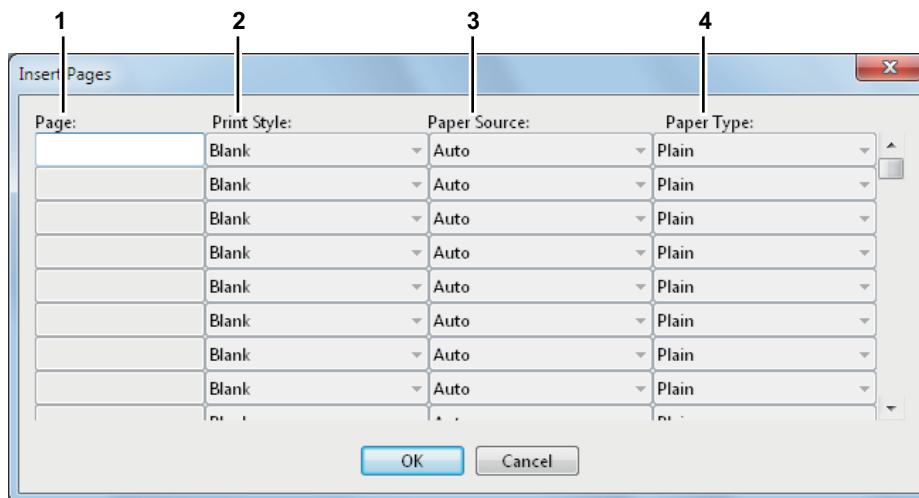 1 2 3 4
Insert Pages
Page: Print Style: Paper Source: Paper Type:
Blank Auto Plain
Blank Auto Plain
Blank Auto Plain
Blank Auto Plain
Blank Auto Plain
Blank Auto Plain
Blank Auto Plain
Blank Auto Plain
OK Cancel